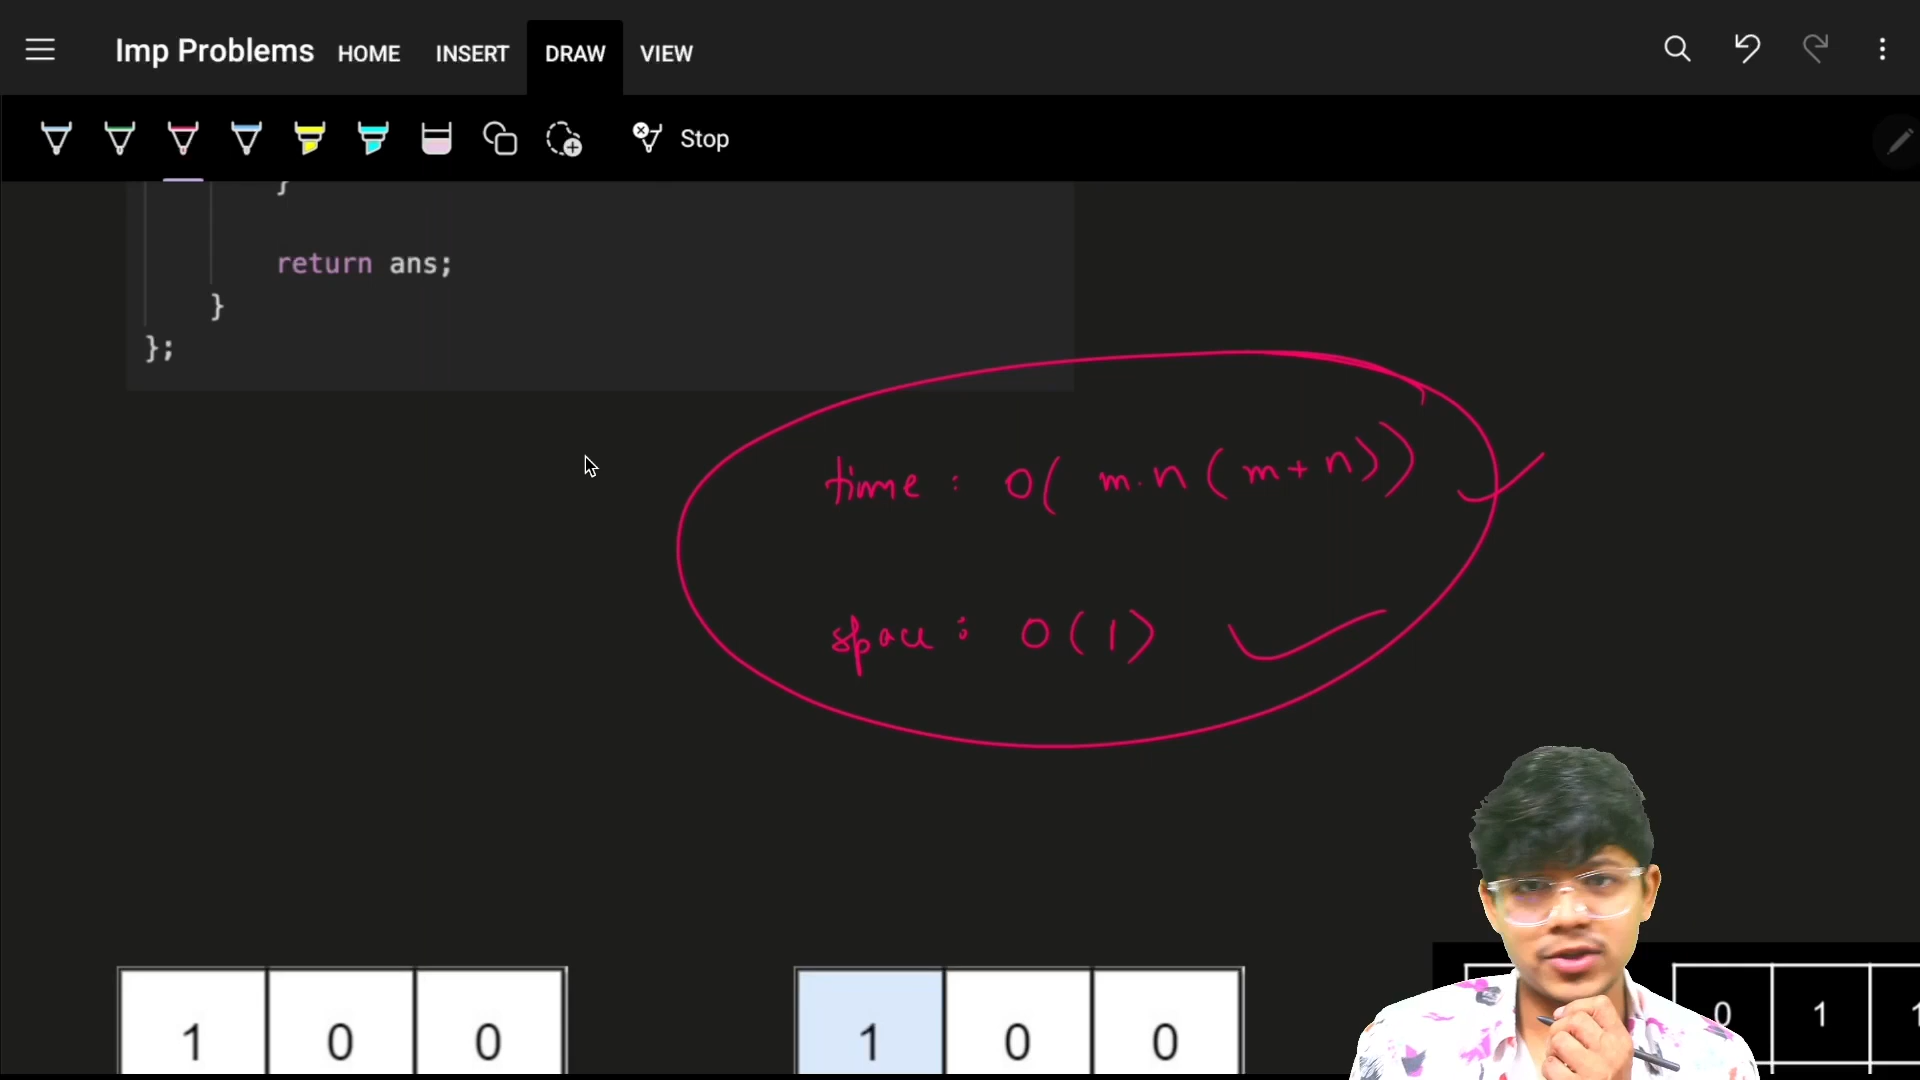 Imp Problems HOME INSERT DRAW VIEW
Stop
}
return ans;
}
};
time : O( m.n (m+n))
space : O(1)
1 0 0
1 0 0
0 1 1